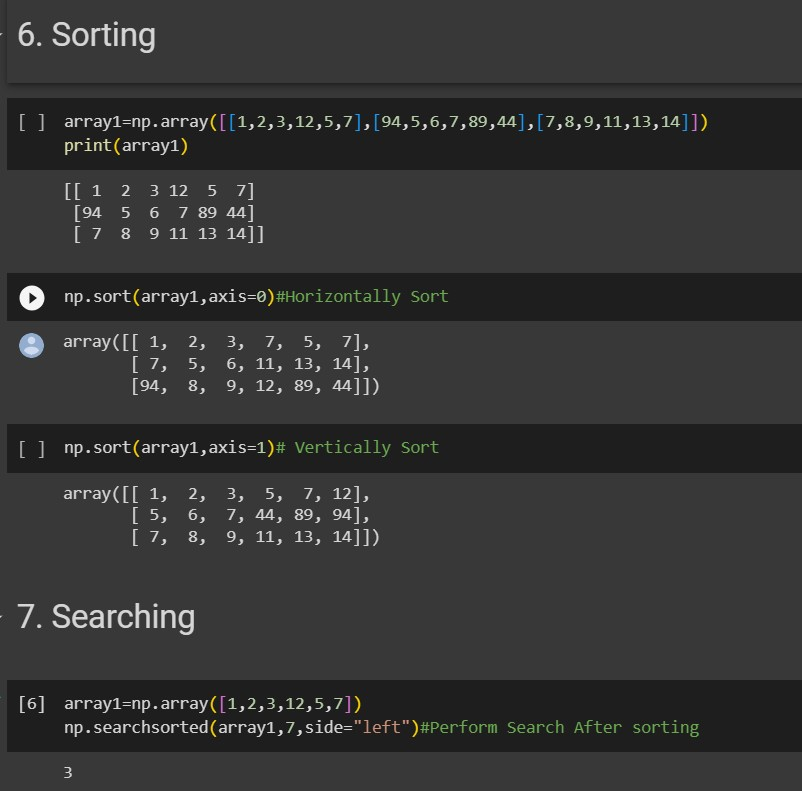 6. Sorting
[ ] array1=np.array([[1,2,3,12,5,7],[94,5,6,7,89,44],[7,8,9,11,13,14]])
print(array1)
[[ 1  2  3 12  5  7]
 [94  5  6  7 89 44]
 [ 7  8  9 11 13 14]]
np.sort(array1,axis=0)#Horizontally Sort
array([[ 1,  2,  3,  7,  5,  7],
       [ 7,  5,  6, 11, 13, 14],
       [94,  8,  9, 12, 89, 44]])
[ ] np.sort(array1,axis=1)# Vertically Sort
array([[ 1,  2,  3,  5,  7, 12],
       [ 5,  6,  7, 44, 89, 94],
       [ 7,  8,  9, 11, 13, 14]])
7. Searching
[6] array1=np.array([1,2,3,12,5,7])
np.searchsorted(array1,7,side="left")#Perform Search After sorting
3